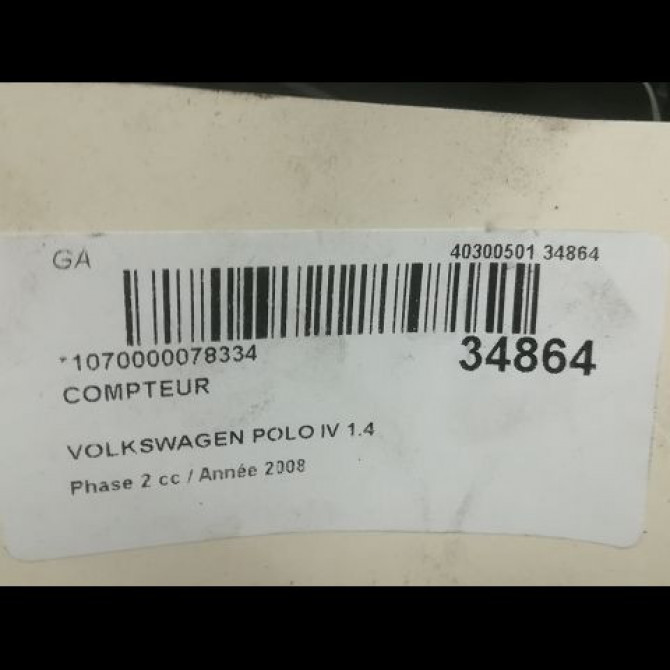 GA
40300501 34864
*1070000078334
34864
COMPTEUR
VOLKSWAGEN POLO IV 1.4
Phase 2 cc / Année 2008